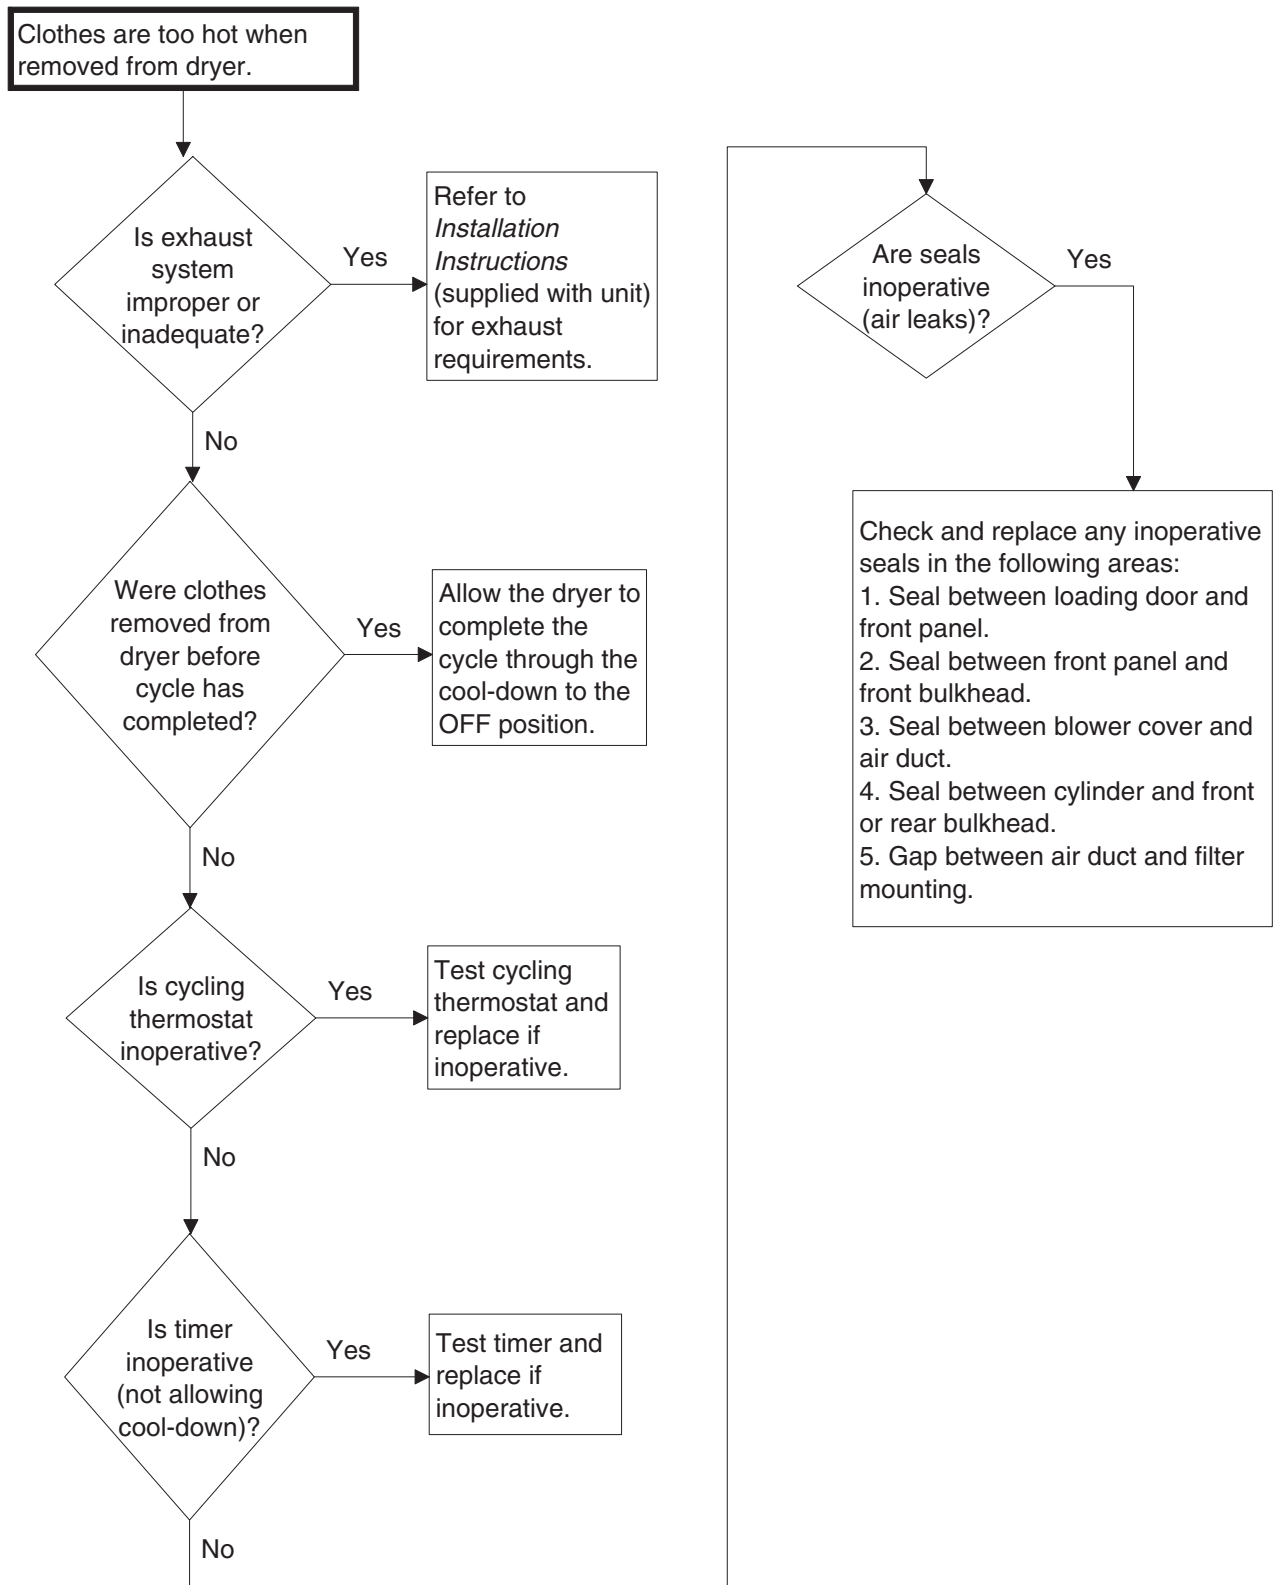 Clothes are too hot when
removed from dryer.
Is exhaust
system
improper or
inadequate?
Yes
Refer to
Installation
Instructions
(supplied with unit)
for exhaust
requirements.
No
Were clothes
removed from
dryer before
cycle has
completed?
Yes
Allow the dryer to
complete the
cycle through the
cool-down to the
OFF position.
No
Is cycling
thermostat
inoperative?
Yes
Test cycling
thermostat and
replace if
inoperative.
No
Is timer
inoperative
(not allowing
cool-down)?
Yes
Test timer and
replace if
inoperative.
No
Are seals
inoperative
(air leaks)?
Yes
Check and replace any inoperative
seals in the following areas:
1. Seal between loading door and
front panel.
2. Seal between front panel and
front bulkhead.
3. Seal between blower cover and
air duct.
4. Seal between cylinder and front
or rear bulkhead.
5. Gap between air duct and filter
mounting.